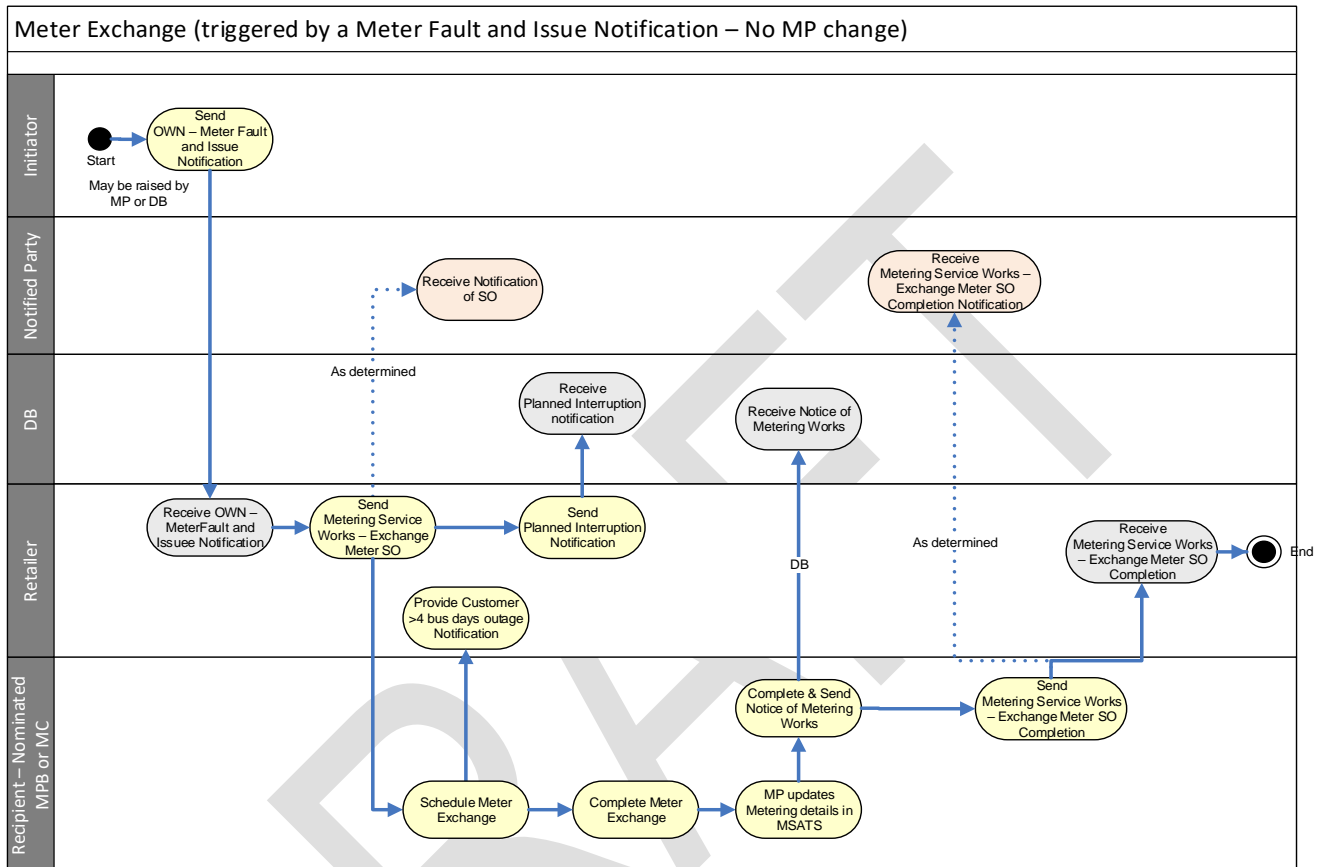 Meter Exchange (triggered by a Meter Fault and Issue Notification – No MP change)
Initiator
Start
Send
OWN – Meter Fault
and Issue
Notification
May be raised by
MP or DB
Notified Party
Receive Notification
of SO
Receive
Metering Service Works –
Exchange Meter SO
Completion Notification
As determined
DB
Receive
Planned Interruption
notification
Receive Notice of
Metering Works
Retailer
Receive OWN –
MeterFault and
Issuee Notification
Send
Metering Service
Works – Exchange
Meter SO
Send
Planned Interruption
Notification
DB
As determined
Receive
Metering Service Works
– Exchange Meter SO
Completion
End
Provide Customer
>4 bus days outage
Notification
Recipient – Nominated
MPB or MC
Complete & Send
Notice of Metering
Works
Send
Metering Service Works
– Exchange Meter SO
Completion
Schedule Meter
Exchange
Complete Meter
Exchange
MP updates
Metering details in
MSATS
DRAFT